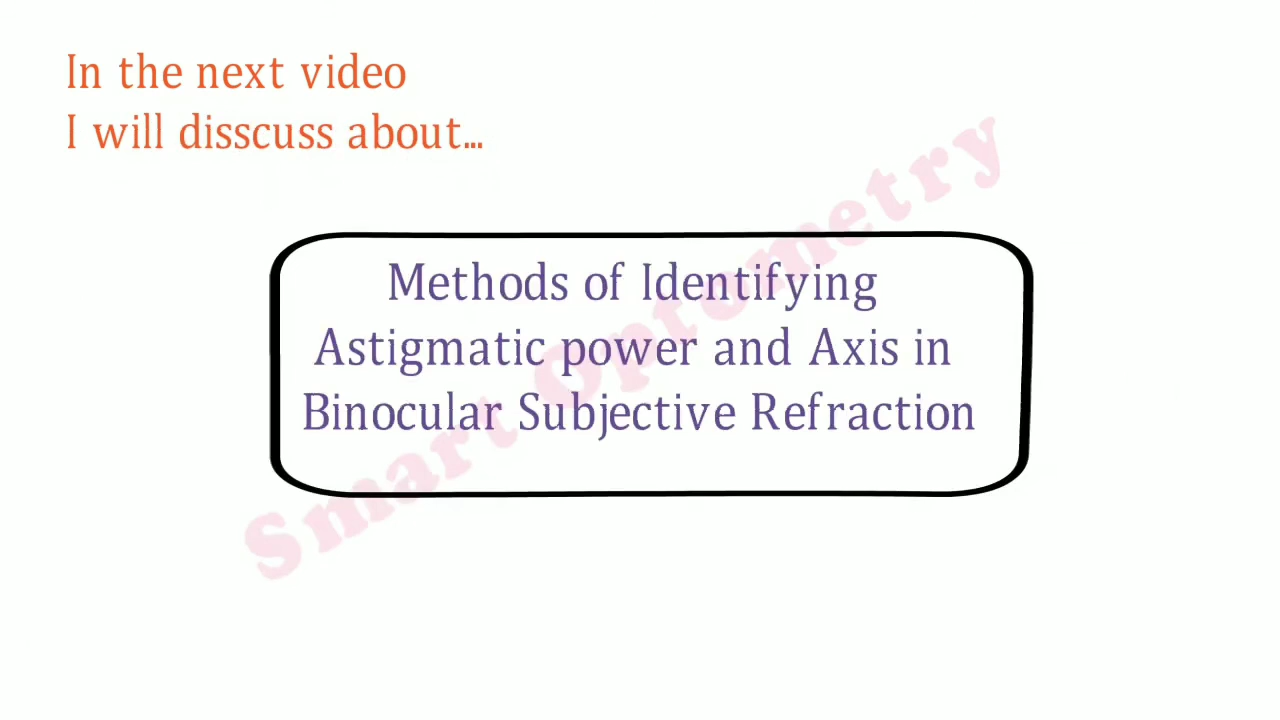 In the next video
I will disscuss about...
Methods of Identifying
Astigmatic power and Axis in
Binocular Subjective Refraction
Smart Optometry